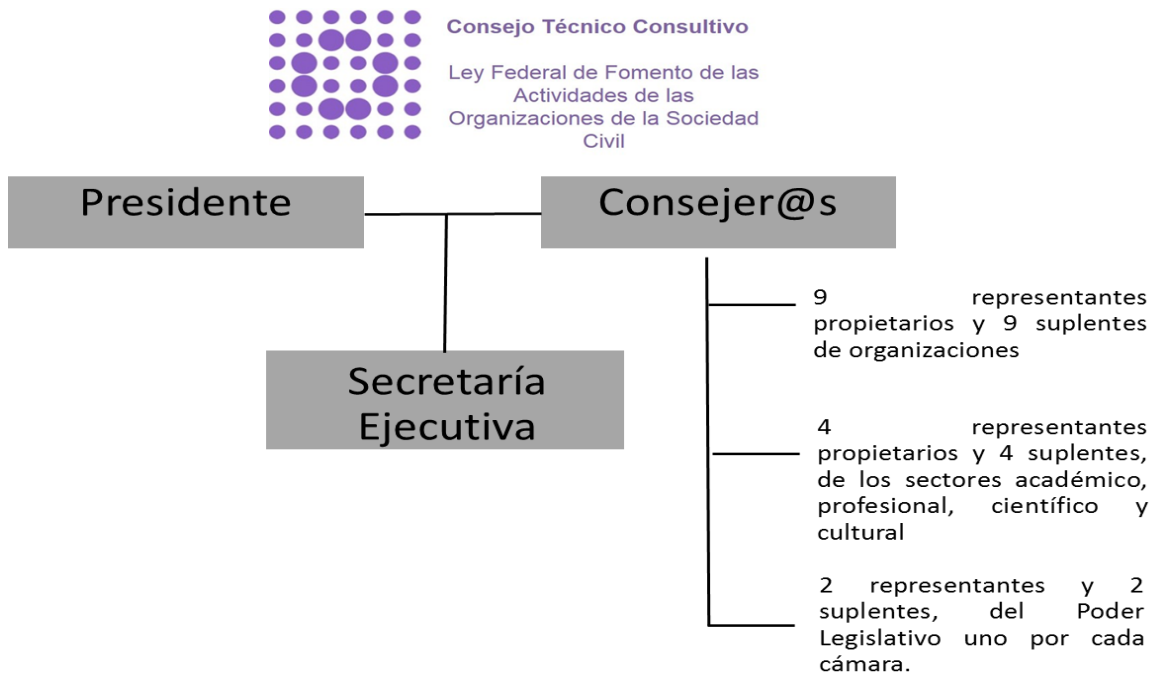 Consejo Técnico Consultivo
Ley Federal de Fomento de las
Actividades de las
Organizaciones de la Sociedad
Civil
Presidente
Consejer@s
Secretaría
Ejecutiva
9 representantes
propietarios y 9 suplentes
de organizaciones
4 representantes
propietarios y 4 suplentes,
de los sectores académico,
profesional, científico y
cultural
2 representantes y 2
suplentes, del Poder
Legislativo uno por cada
cámara.